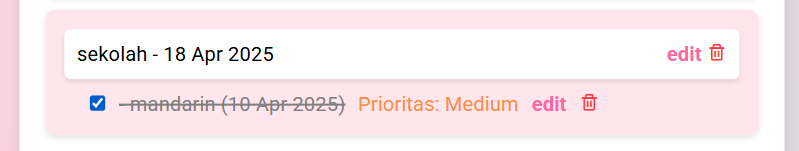 sekolah - 18 Apr 2025 edit
- mandarin (10 Apr 2025) Prioritas: Medium edit